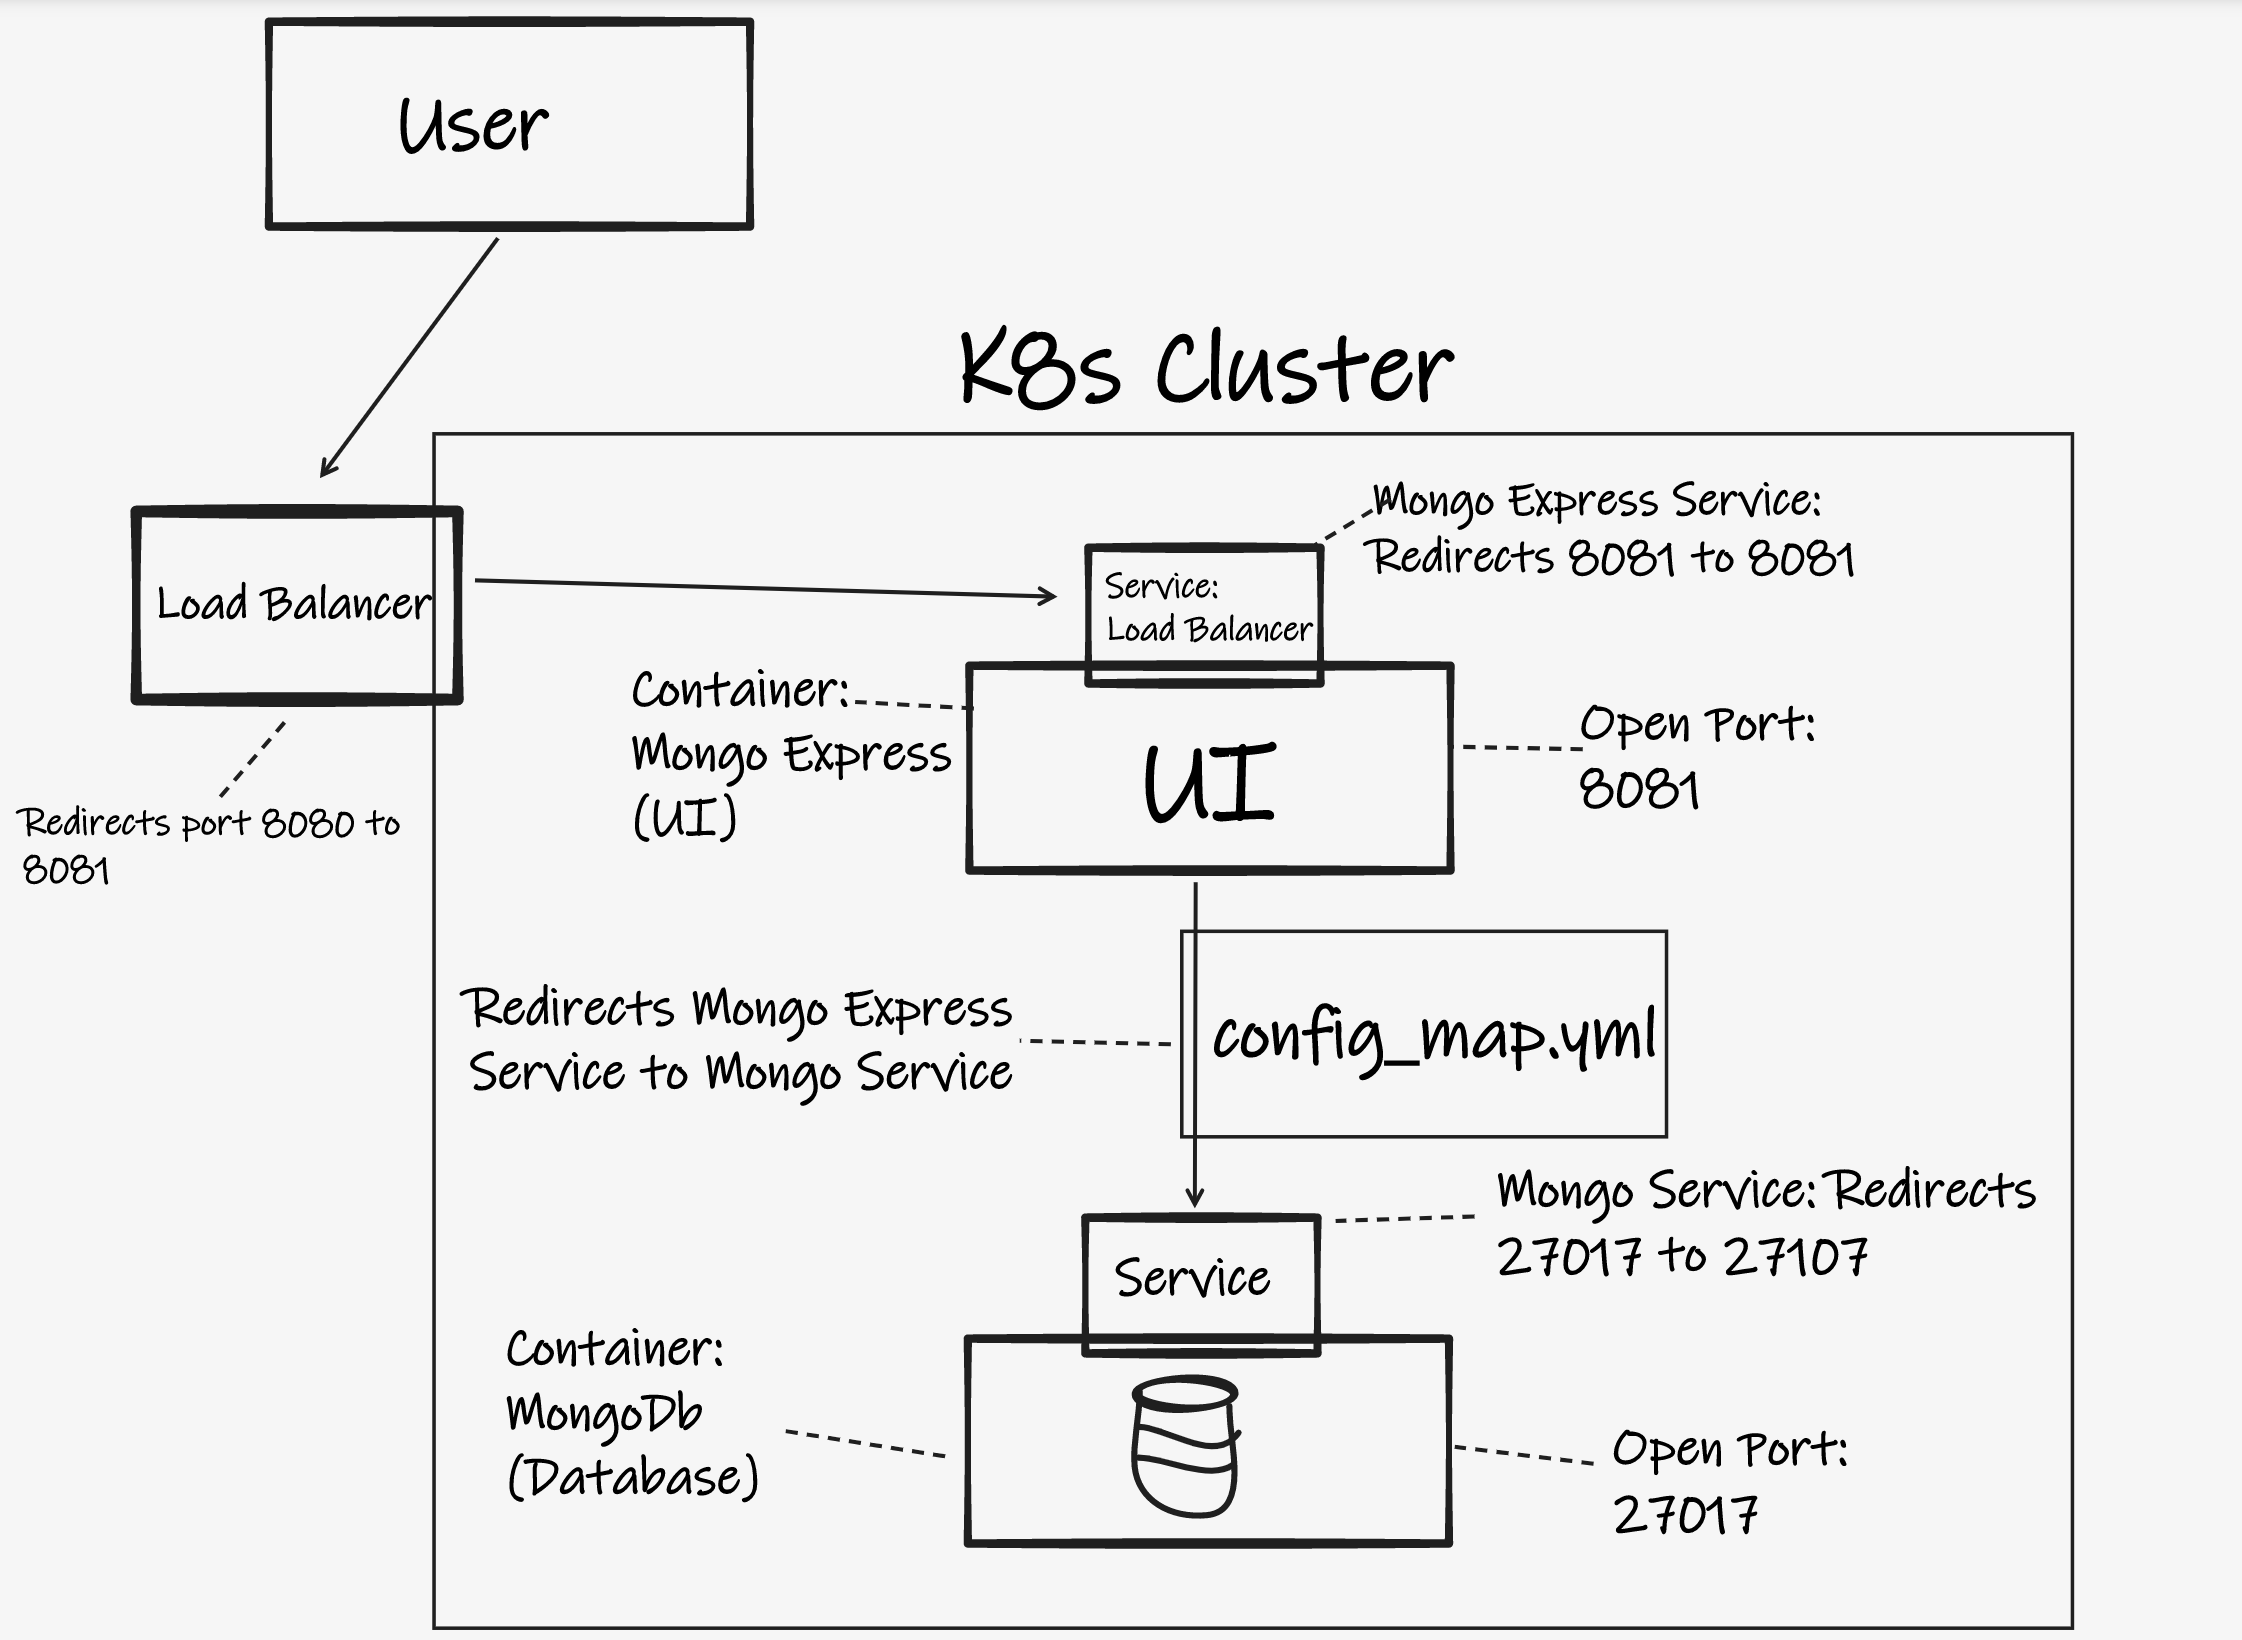 User
K8s Cluster
Load Balancer
Redirects port 8080 to
8081
Mongo Express Service:
Redirects 8081 to 8081
Service:
Load Balancer
Container:
Mongo Express
(UI)
UI
Open Port:
8081
Redirects Mongo Express
Service to Mongo Service
config_map.yml
Mongo Service: Redirects
27017 to 27107
Service
Container:
MongoDb
(Database)
Open Port:
27017